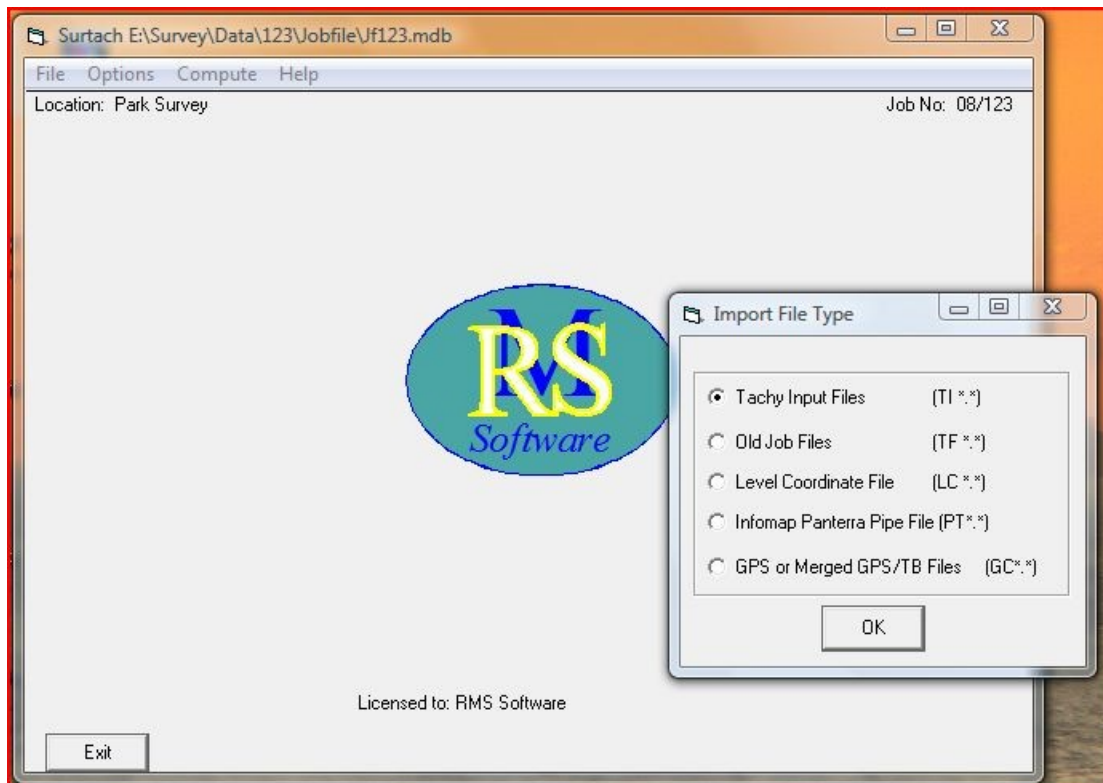 Surtach E:\Survey\Data\123\Jobfile\Jf123.mdb
File Options Compute Help
Location: Park Survey
Job No: 08/123
RMS
Software
Import File Type
Tachy Input Files (TI *.*)
Old Job Files (TF *.*)
Level Coordinate File (LC *.*)
Infomap Panterra Pipe File (PT*.*)
GPS or Merged GPS/TB Files (GC*.*)
OK
Licensed to: RMS Software
Exit